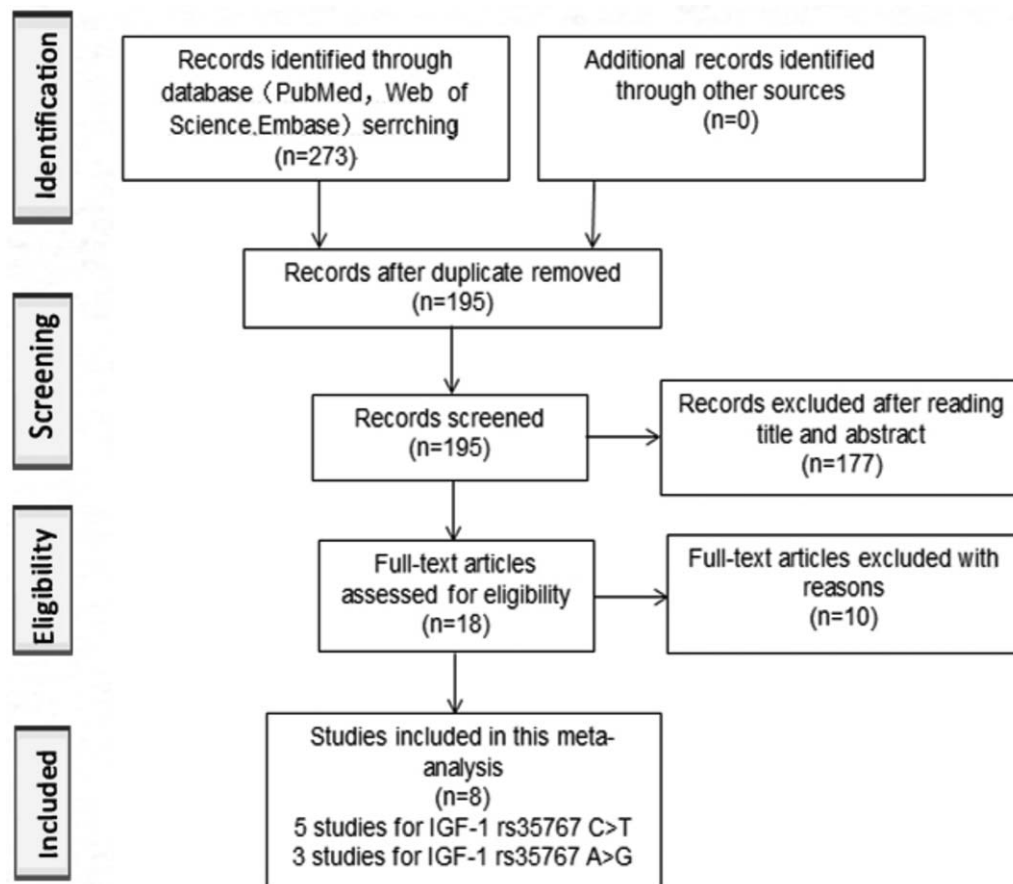 Identification
Records identified through
database（PubMed，Web of
Science,Embase）serrching
(n=273)
Additional records identified
through other sources
(n=0)
Records after duplicate removed
(n=195)
Screening
Records screened
(n=195)
Records excluded after reading
title and abstract
(n=177)
Eligibility
Full-text articles
assessed for eligibility
(n=18)
Full-text articles excluded with
reasons
(n=10)
Included
Studies included in this meta-
analysis
(n=8)
5 studies for IGF-1 rs35767 C>T
3 studies for IGF-1 rs35767 A>G